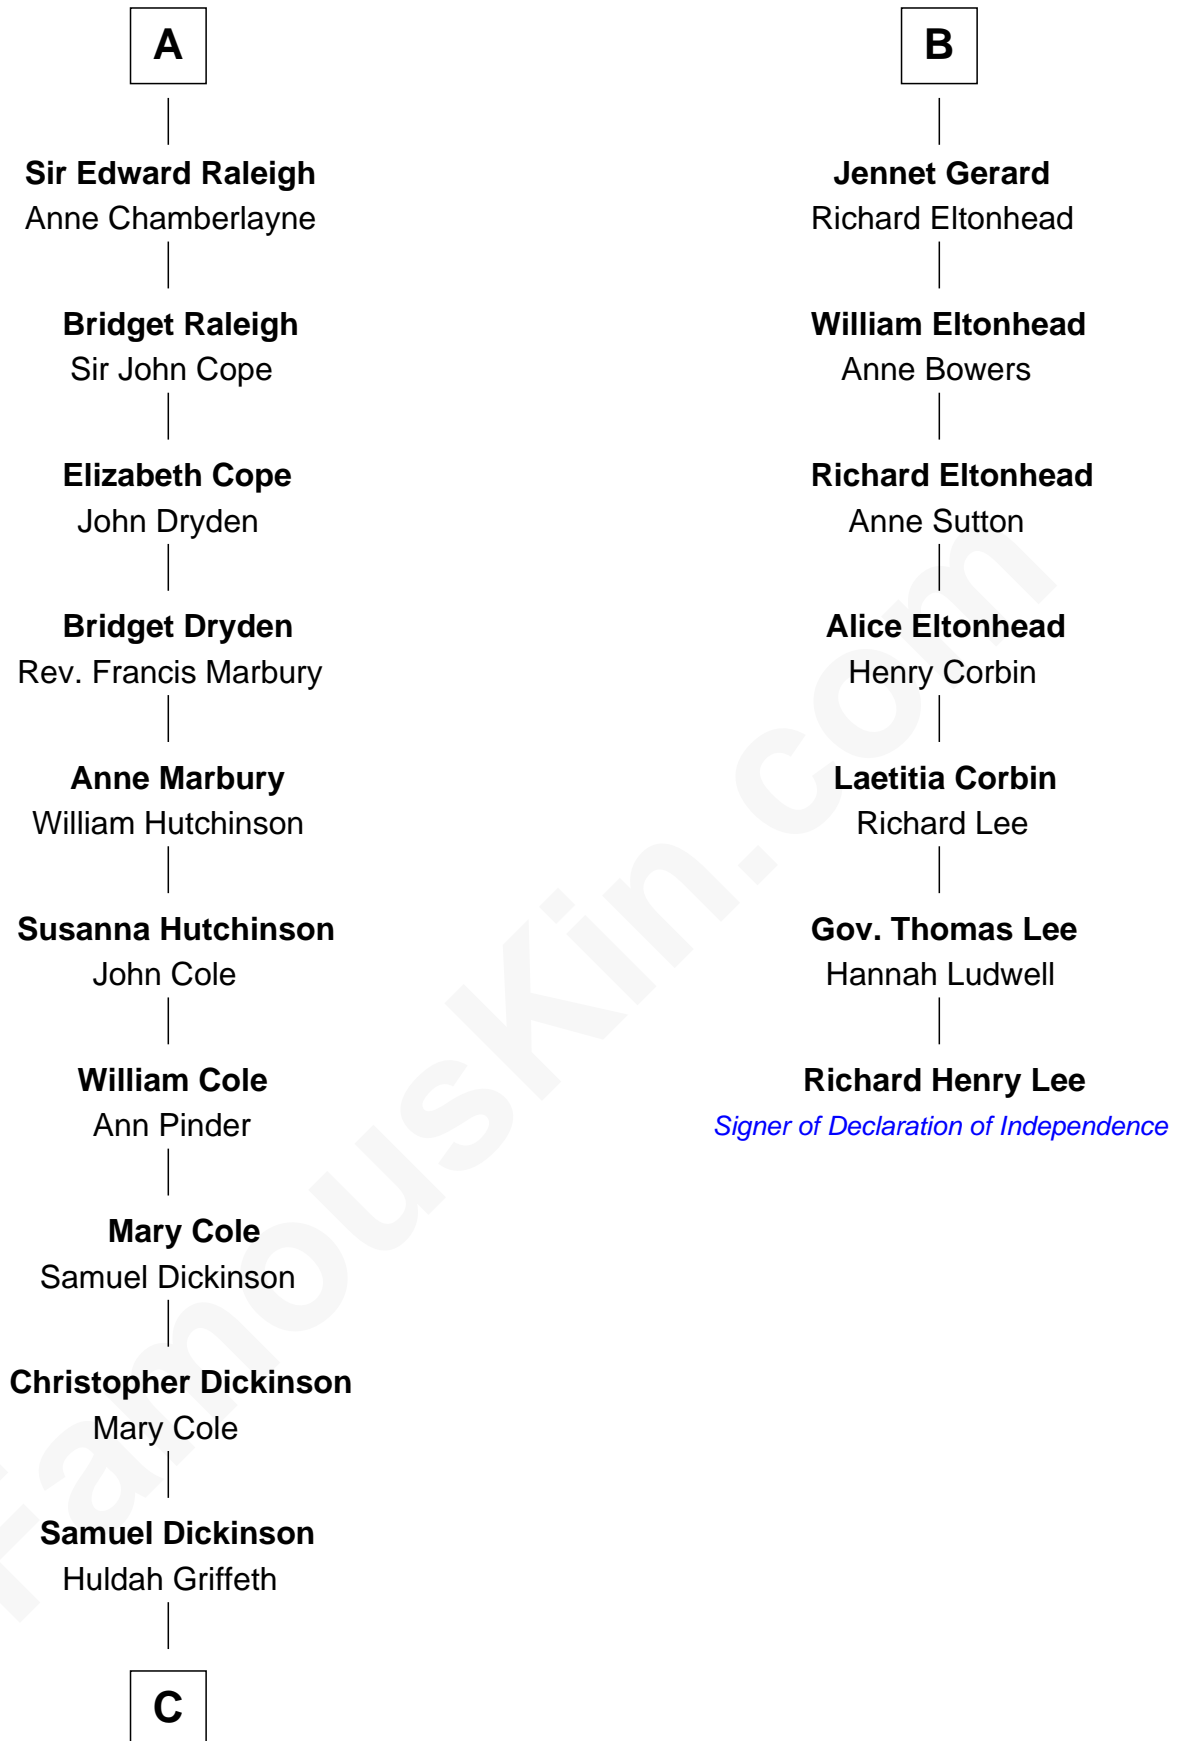 A
Sir Edward Raleigh
Anne Chamberlayne
Bridget Raleigh
Sir John Cope
Elizabeth Cope
John Dryden
Bridget Dryden
Rev. Francis Marbury
Anne Marbury
William Hutchinson
Susanna Hutchinson
John Cole
William Cole
Ann Pinder
Mary Cole
Samuel Dickinson
Christopher Dickinson
Mary Cole
Samuel Dickinson
Huldah Griffeth
C
B
Jennet Gerard
Richard Eltonhead
William Eltonhead
Anne Bowers
Richard Eltonhead
Anne Sutton
Alice Eltonhead
Henry Corbin
Laetitia Corbin
Richard Lee
Gov. Thomas Lee
Hannah Ludwell
Richard Henry Lee
Signer of Declaration of Independence
FamousKin.com